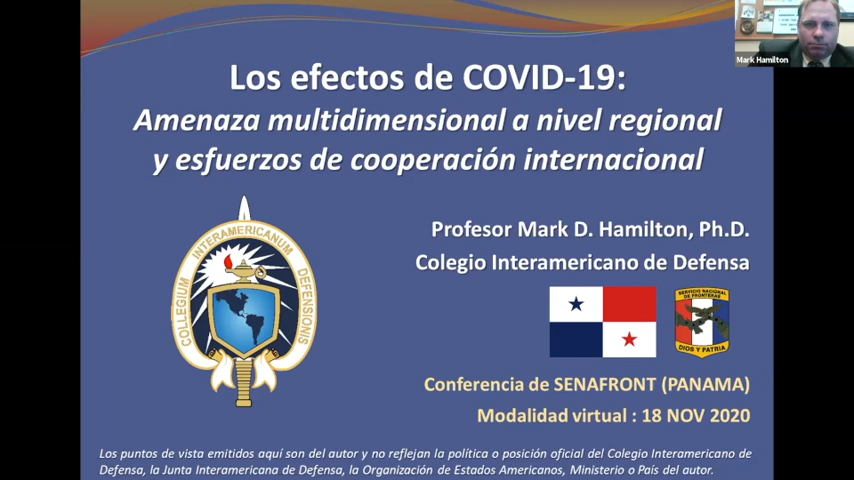 Mark Hamilton
Los efectos de COVID-19:
Amenaza multidimensional a nivel regional
y esfuerzos de cooperación internacional
COLLEGIUM INTERAMERICANUM DEFENSIONIS
Profesor Mark D. Hamilton, Ph.D.
Colegio Interamericano de Defensa
SERVICIO NACIONAL
DE FRONTERAS
DIOS Y PATRIA
Conferencia de SENAFRONT (PANAMA)
Modalidad virtual : 18 NOV 2020
Los puntos de vista emitidos aquí son del autor y no reflejan la política o posición oficial del Colegio Interamericano de
Defensa, la Junta Interamericana de Defensa, la Organización de Estados Americanos, Ministerio o País del autor.